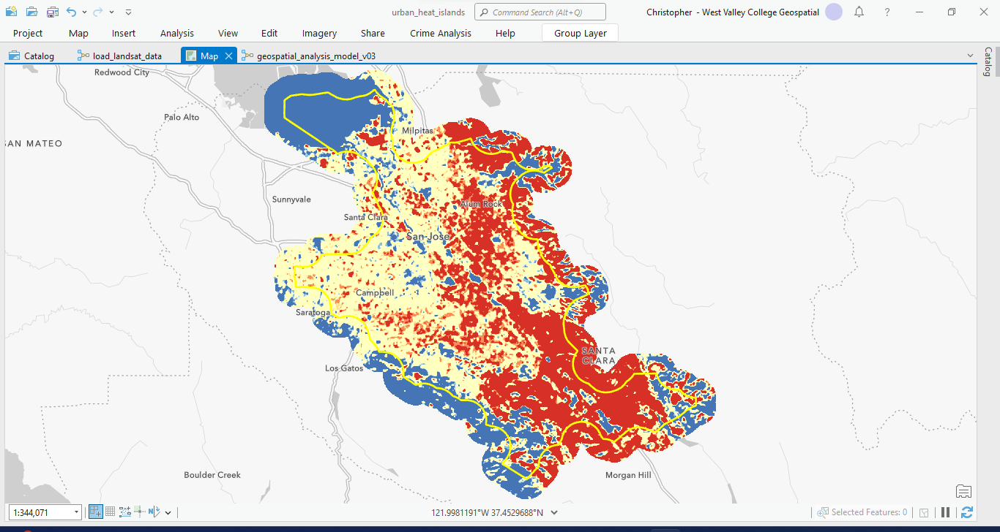 urban_heat_islands
Command Search (Alt+Q)
Christopher - West Valley College Geospatial
?
Project Map Insert Analysis View Edit Imagery Share Crime Analysis Help Group Layer
Catalog load_landsat_data Map geospatial_analysis_model_v03
Catalog
Redwood City
Palo Alto
Milpitas
SAN MATEO
Sunnyvale
Alum Rock
Santa Clara
San Jose
Campbell
Saratoga
SANTA
CLARA
Los Gatos
Boulder Creek
Morgan Hill
1:344,071
121.9981191°W 37.4529688°N
Selected Features: 0